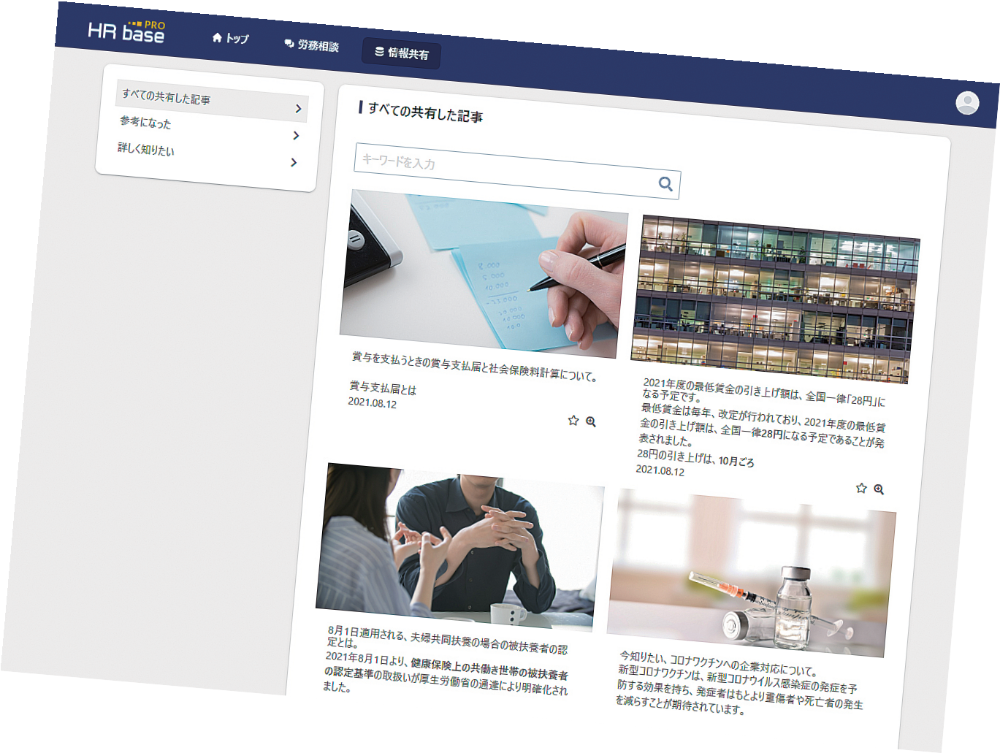 HR base PRO
トップ
労務相談
情報共有
すべての共有した記事
参考になった
詳しく知りたい
すべての共有した記事
キーワードを入力
8.000
5.000
10.000
賞与を支払うときの賞与支払届と社会保険料計算について。
賞与支払届とは
2021.08.12
2021年度の最低賃金の引き上げ額は、全国一律「28円」に
なる予定です。
最低賃金は毎年、改定が行われており、2021年度の最低賃
金の引き上げ額は、全国一律28円になる予定であることが発
表されました。
28円の引き上げは、10月ごろ
2021.08.12
8月1日適用される、夫婦共同扶養の場合の被扶養者の認
定とは。
2021年8月1日より、健康保険上の共働き世帯の被扶養者
の認定基準の取扱いが厚生労働省の通達により明確化され
ました。
今知りたい、コロナワクチンへの企業対応について。
新型コロナワクチンは、新型コロナウイルス感染症の発症を予
防する効果を持ち、発症者はもとより重傷者や死亡者の発生
を減らすことが期待されています。